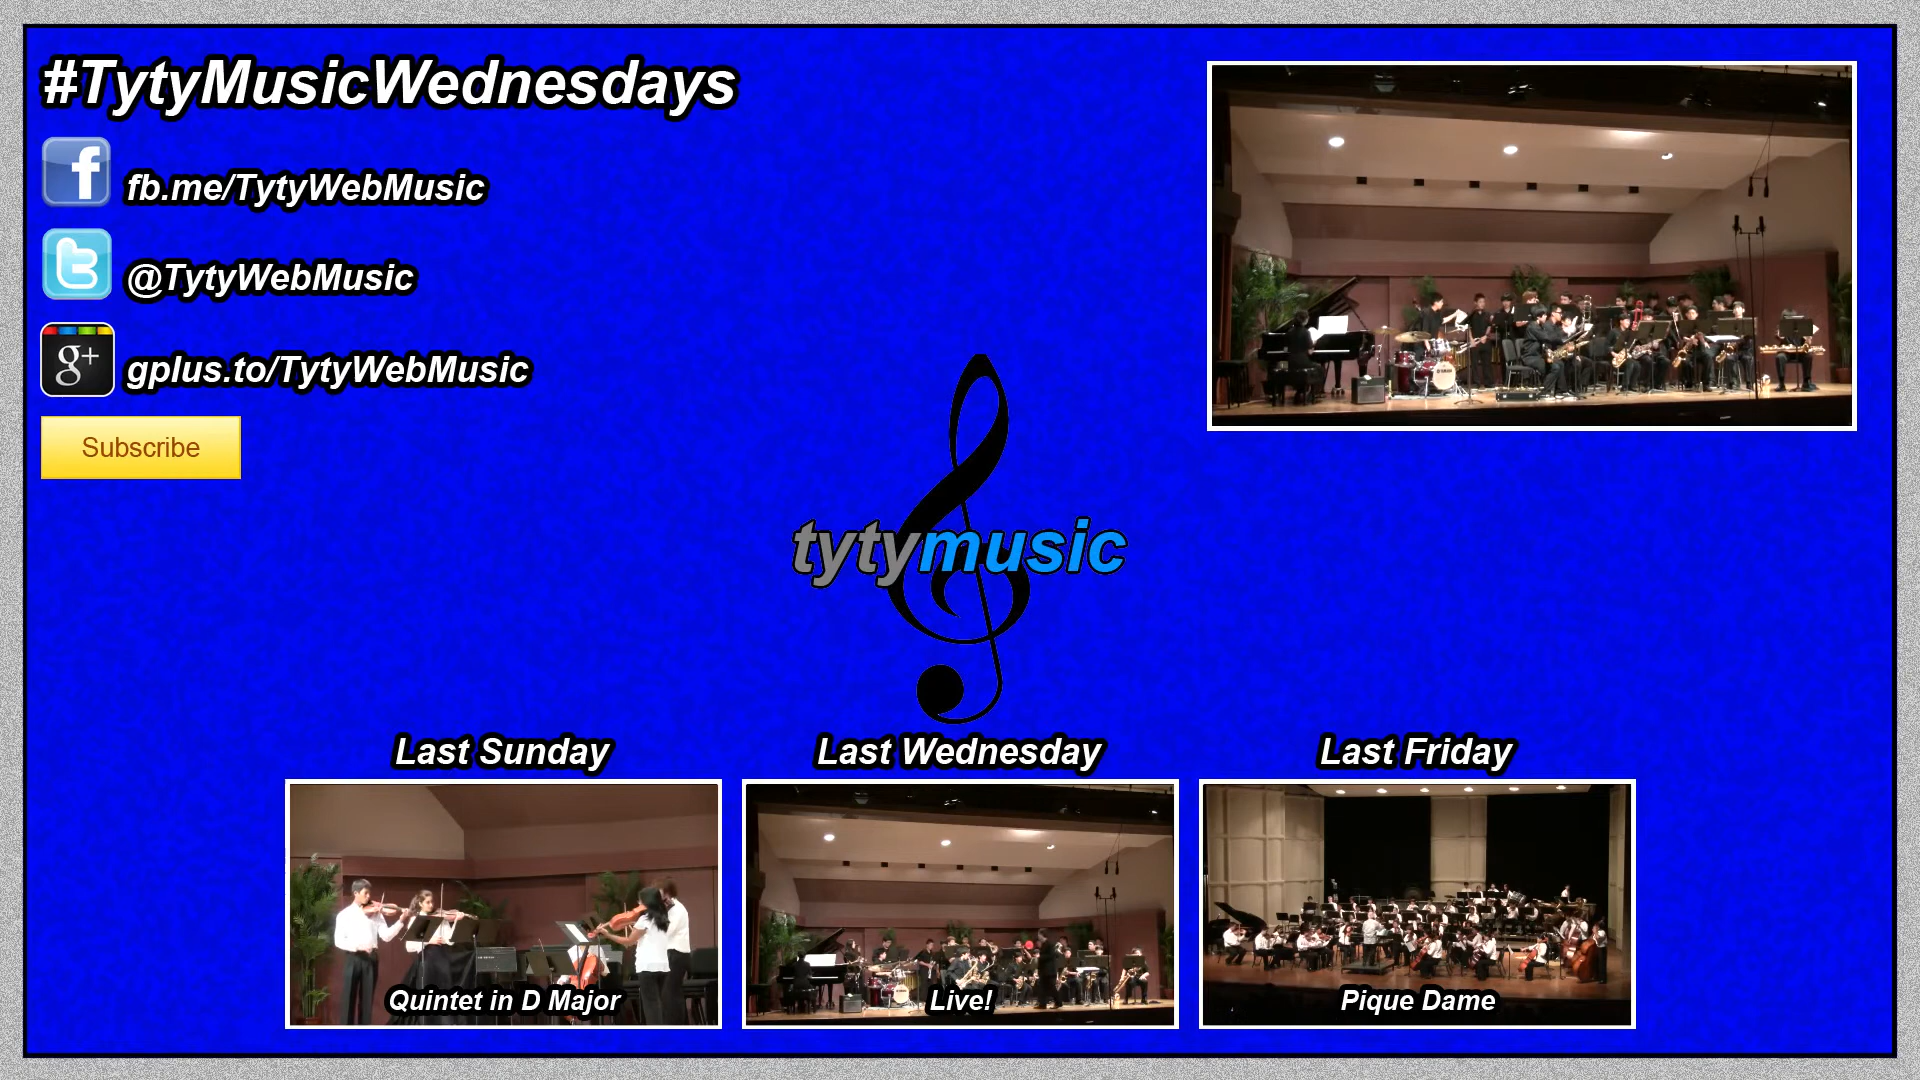 #TytyMusicWednesdays
fb.me/TytyWebMusic
@TytyWebMusic
g+ gplus.to/TytyWebMusic
Subscribe
tytymusic
Last Sunday
Last Wednesday
Last Friday
Quintet in D Major
Live!
Pique Dame